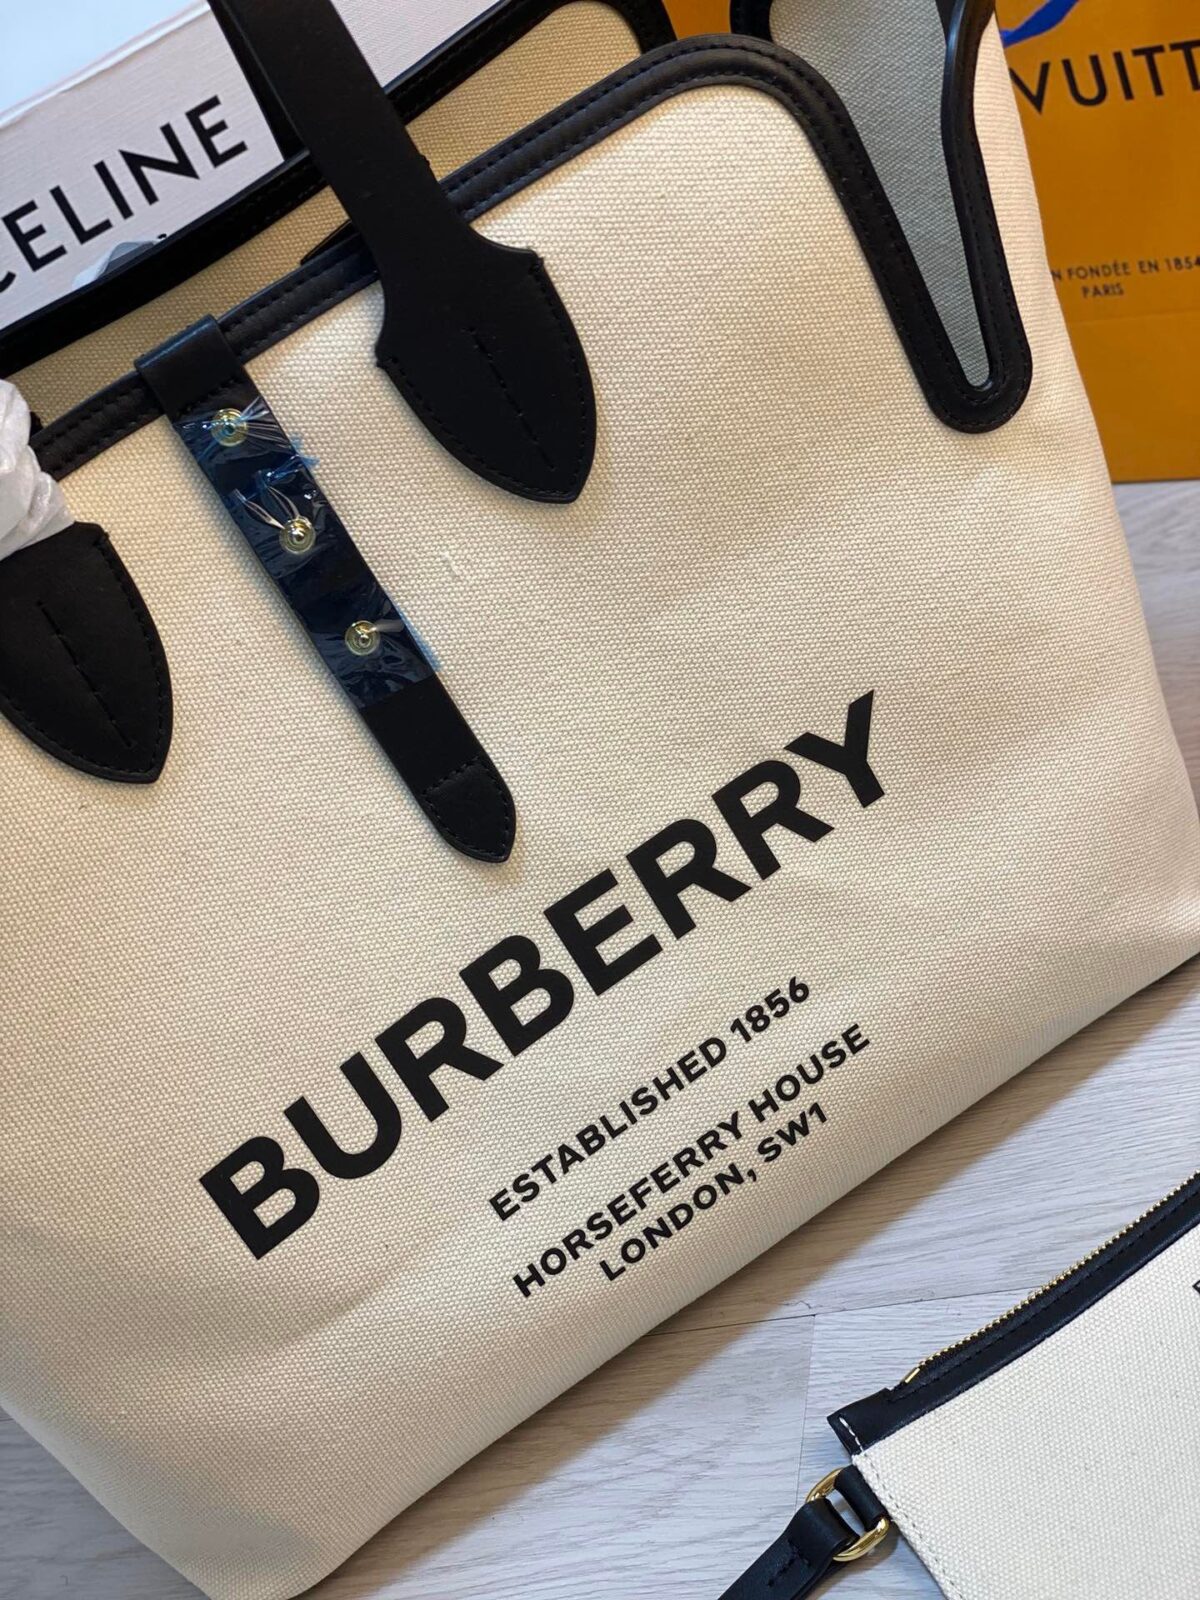 CELINE
VUITT
N FONDÉE EN 1854
PARIS
BURBERRY
ESTABLISHED 1856
HORSEFERRY HOUSE
LONDON, SW1